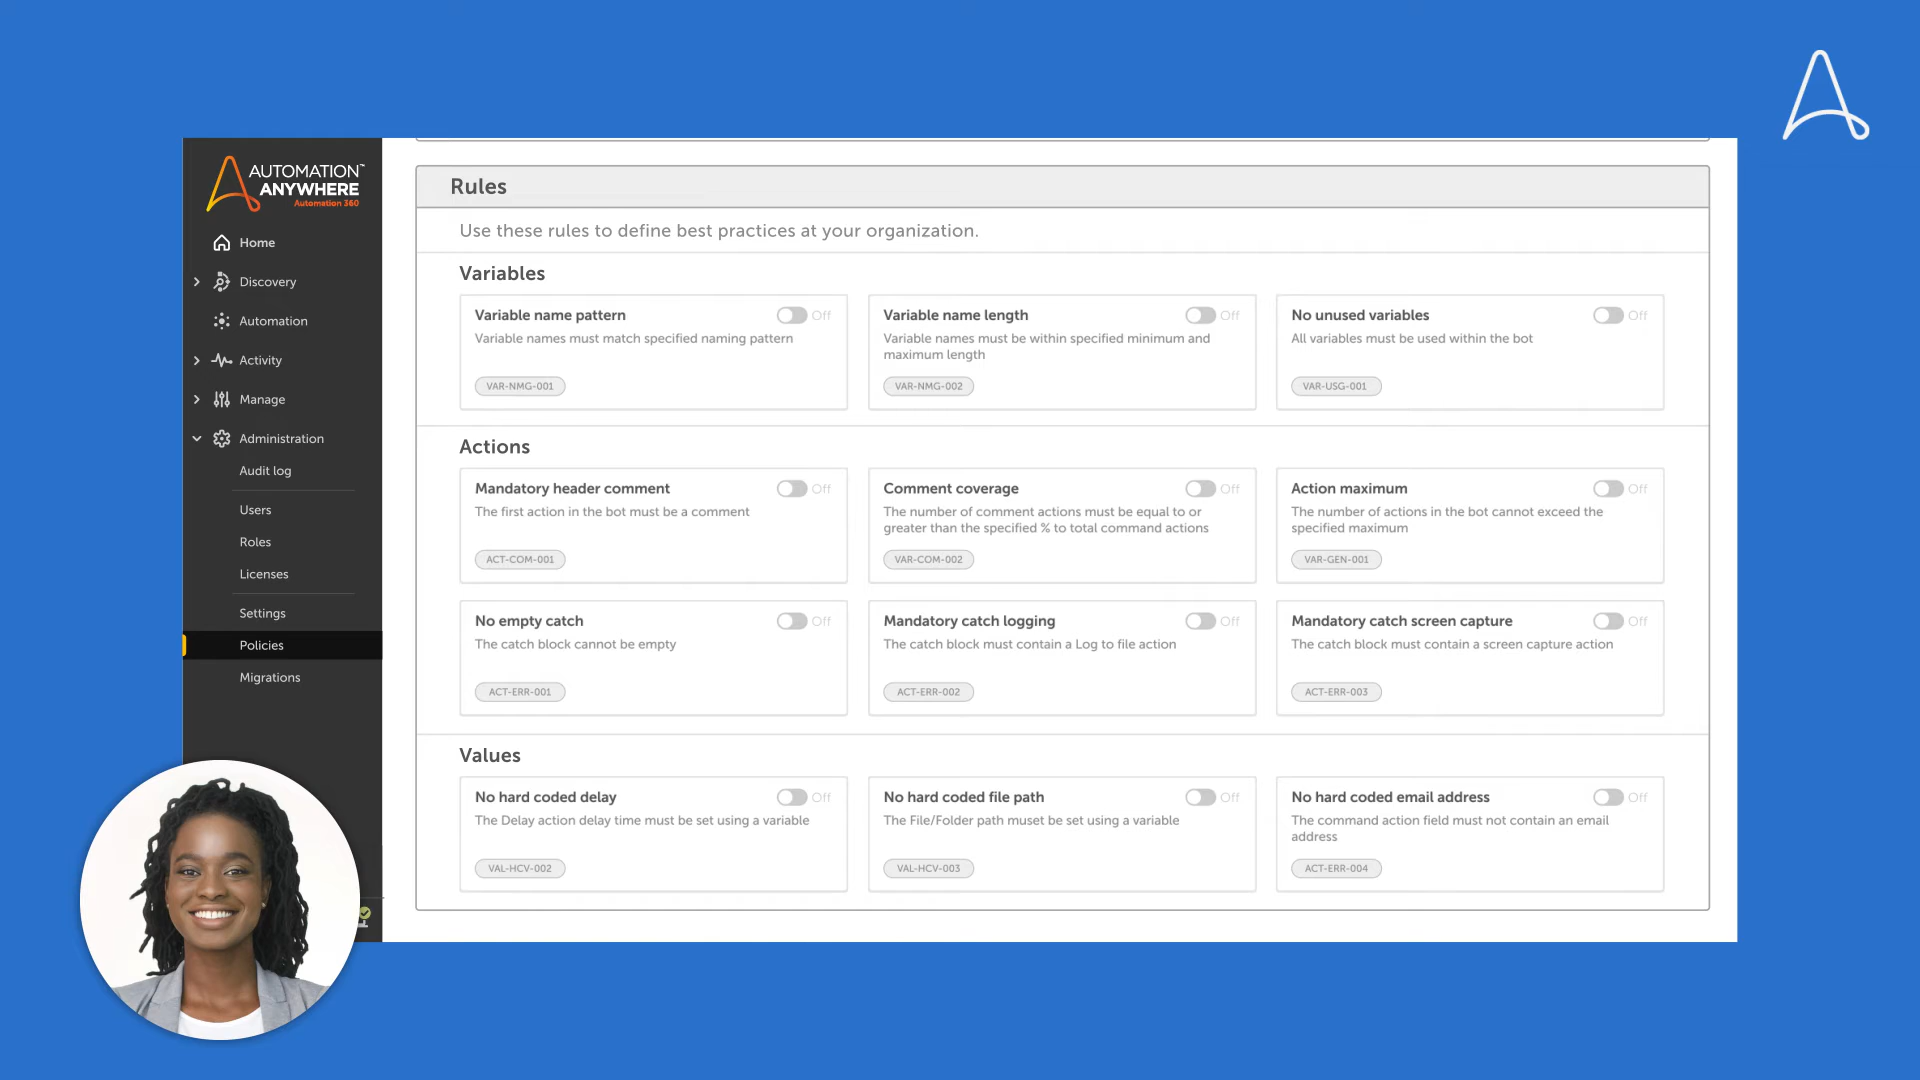 AUTOMATION™
ANYWHERE
Automation 360
Home
Discovery
Automation
Activity
Manage
Administration
Audit log
Users
Roles
Licenses
Settings
Policies
Migrations
Rules
Use these rules to define best practices at your organization.
Variables
Variable name pattern Off
Variable names must match specified naming pattern
VAR-NMG-001
Variable name length Off
Variable names must be within specified minimum and
maximum length
VAR-NMG-002
No unused variables Off
All variables must be used within the bot
VAR-USG-001
Actions
Mandatory header comment Off
The first action in the bot must be a comment
ACT-COM-001
Comment coverage Off
The number of comment actions must be equal to or
greater than the specified % to total command actions
VAR-COM-002
Action maximum Off
The number of actions in the bot cannot exceed the
specified maximum
VAR-GEN-001
No empty catch Off
The catch block cannot be empty
ACT-ERR-001
Mandatory catch logging Off
The catch block must contain a Log to file action
ACT-ERR-002
Mandatory catch screen capture Off
The catch block must contain a screen capture action
ACT-ERR-003
Values
No hard coded delay Off
The Delay action delay time must be set using a variable
VAL-HCV-002
No hard coded file path Off
The File/Folder path muset be set using a variable
VAL-HCV-003
No hard coded email address Off
The command action field must not contain an email
address
ACT-ERR-004